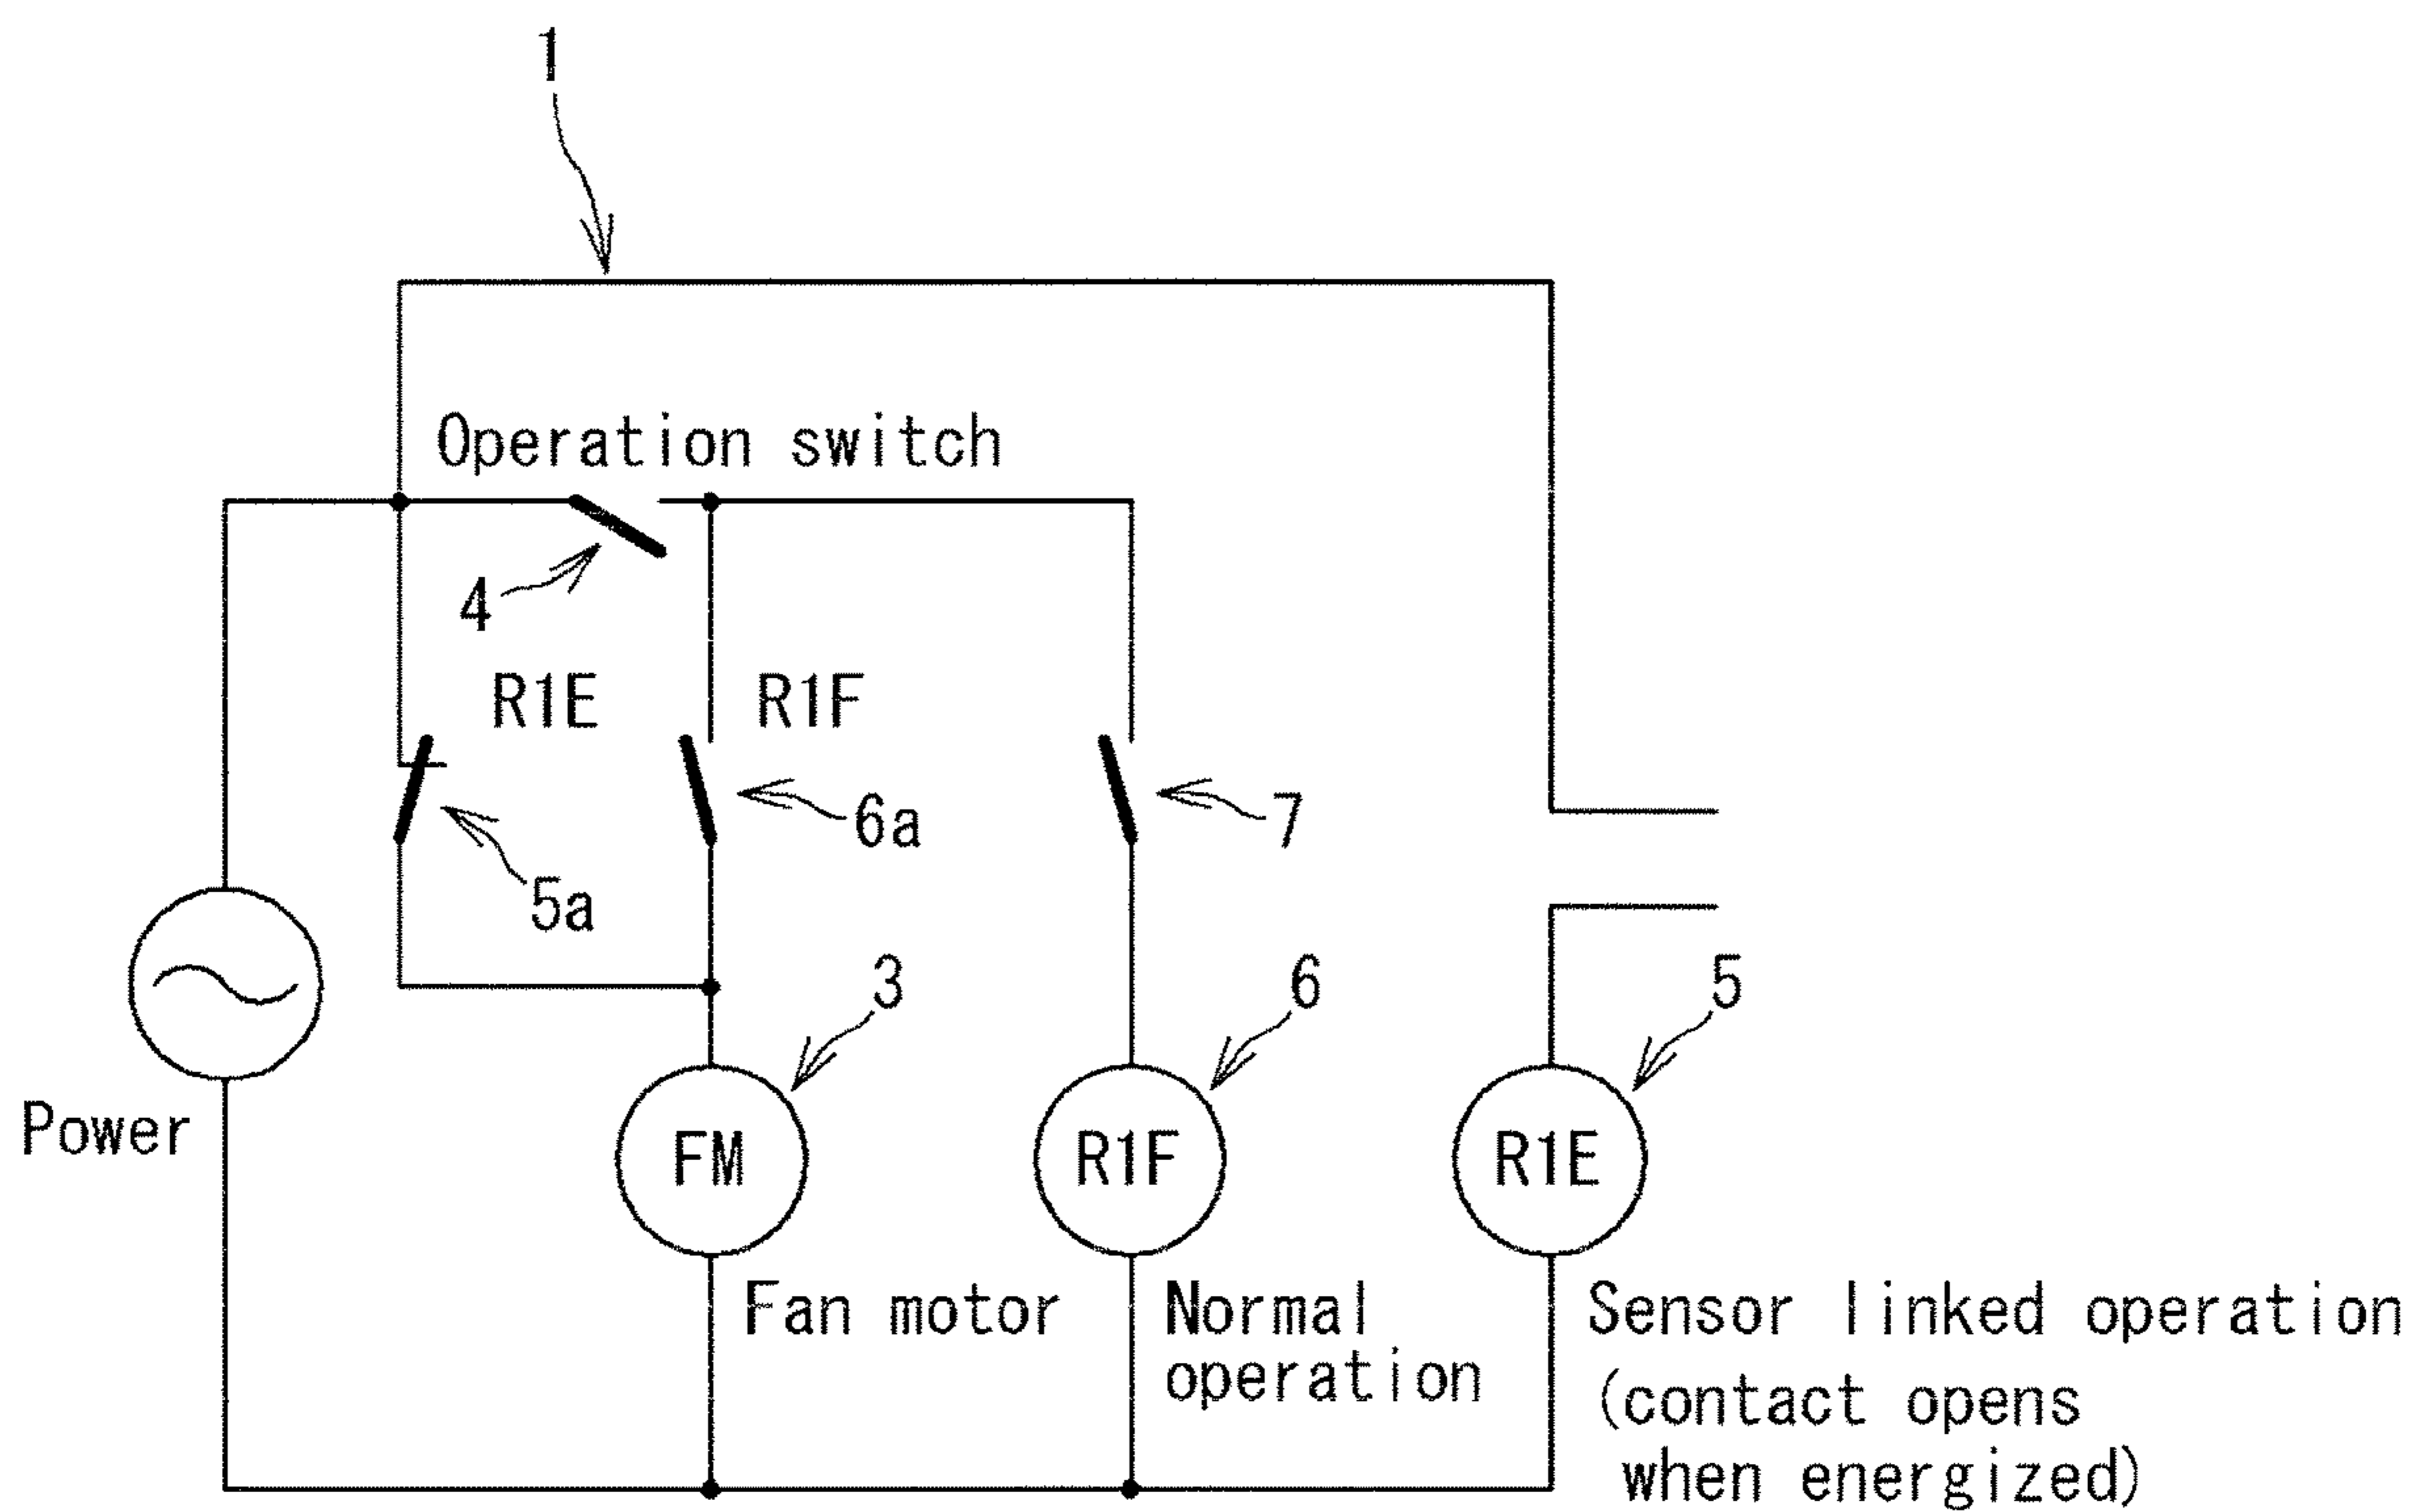 1
Operation switch
4
R1E
R1F
5a
6a
7
3
6
5
Power
FM
R1F
R1E
Fan motor
Normal
operation
Sensor linked operation
(contact opens
when energized)